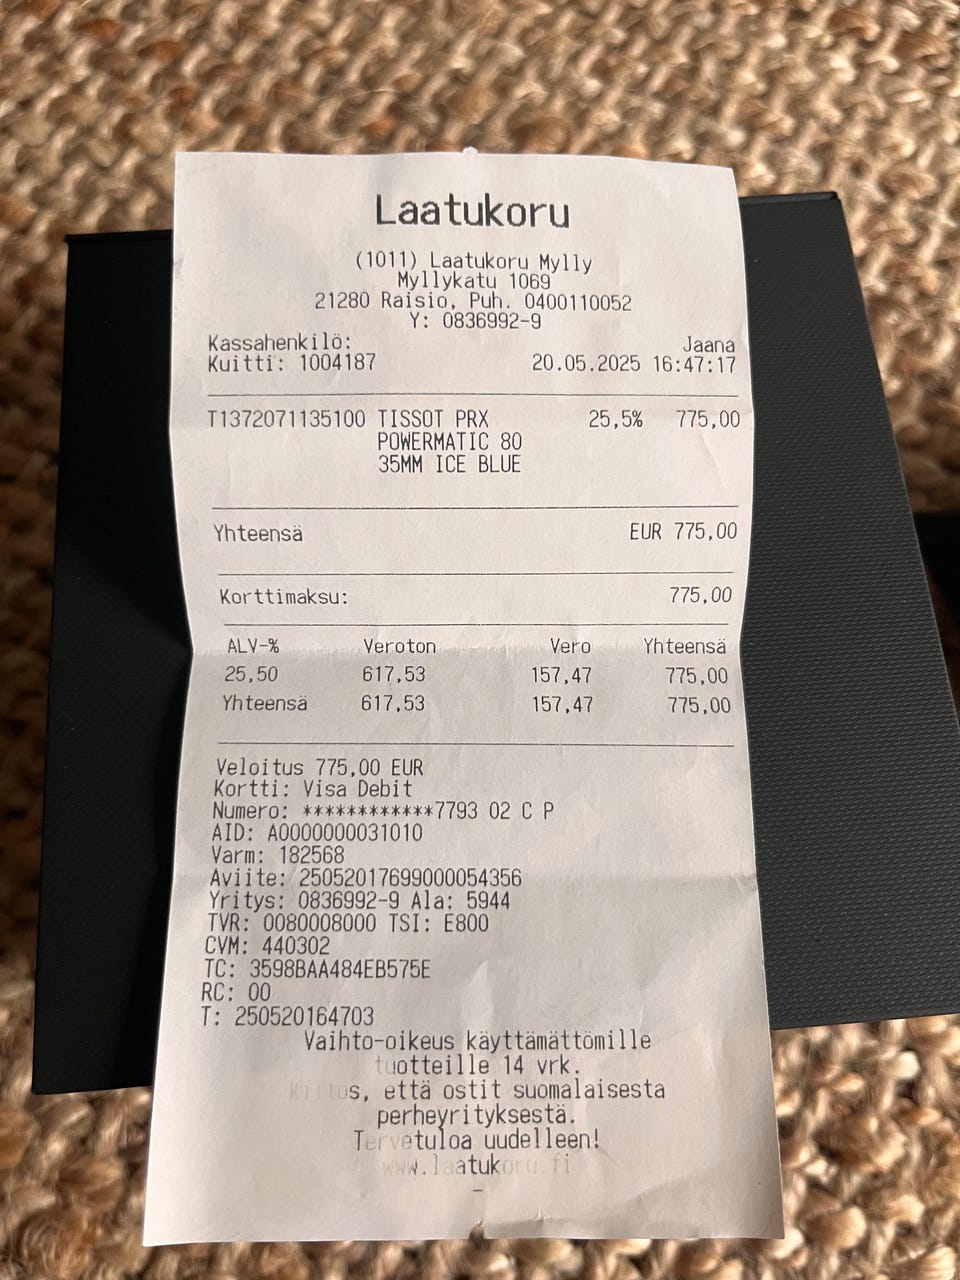 Laatukoru
(1011) Laatukoru Mylly
Myllykatu 1069
21280 Raisio, Puh. 0400110052
Y: 0836992-9
Kassahenkilö: Jaana
Kuitti: 1004187 20.05.2025 16:47:17
T1372071135100 TISSOT PRX 25,5% 775,00
POWERMATIC 80
35MM ICE BLUE
Yhteensä EUR 775,00
Korttimaksu: 775,00
ALV-% Veroton Vero Yhteensä
25,50 617,53 157,47 775,00
Yhteensä 617,53 157,47 775,00
Veloitus 775,00 EUR
Kortti: Visa Debit
Numero: ************7793 02 C P
AID: A0000000031010
Varm: 182568
Aviite: 25052017699000054356
Yritys: 0836992-9 Ala: 5944
TVR: 0080008000 TSI: E800
CVM: 440302
TC: 3598BAA484EB575E
RC: 00
T: 250520164703
Vaihto-oikeus käyttämättömille
tuotteille 14 vrk.
Kiitos, että ostit suomalaisesta
perheyrityksestä.
Tervetuloa uudelleen!
www.laatukoru.fi